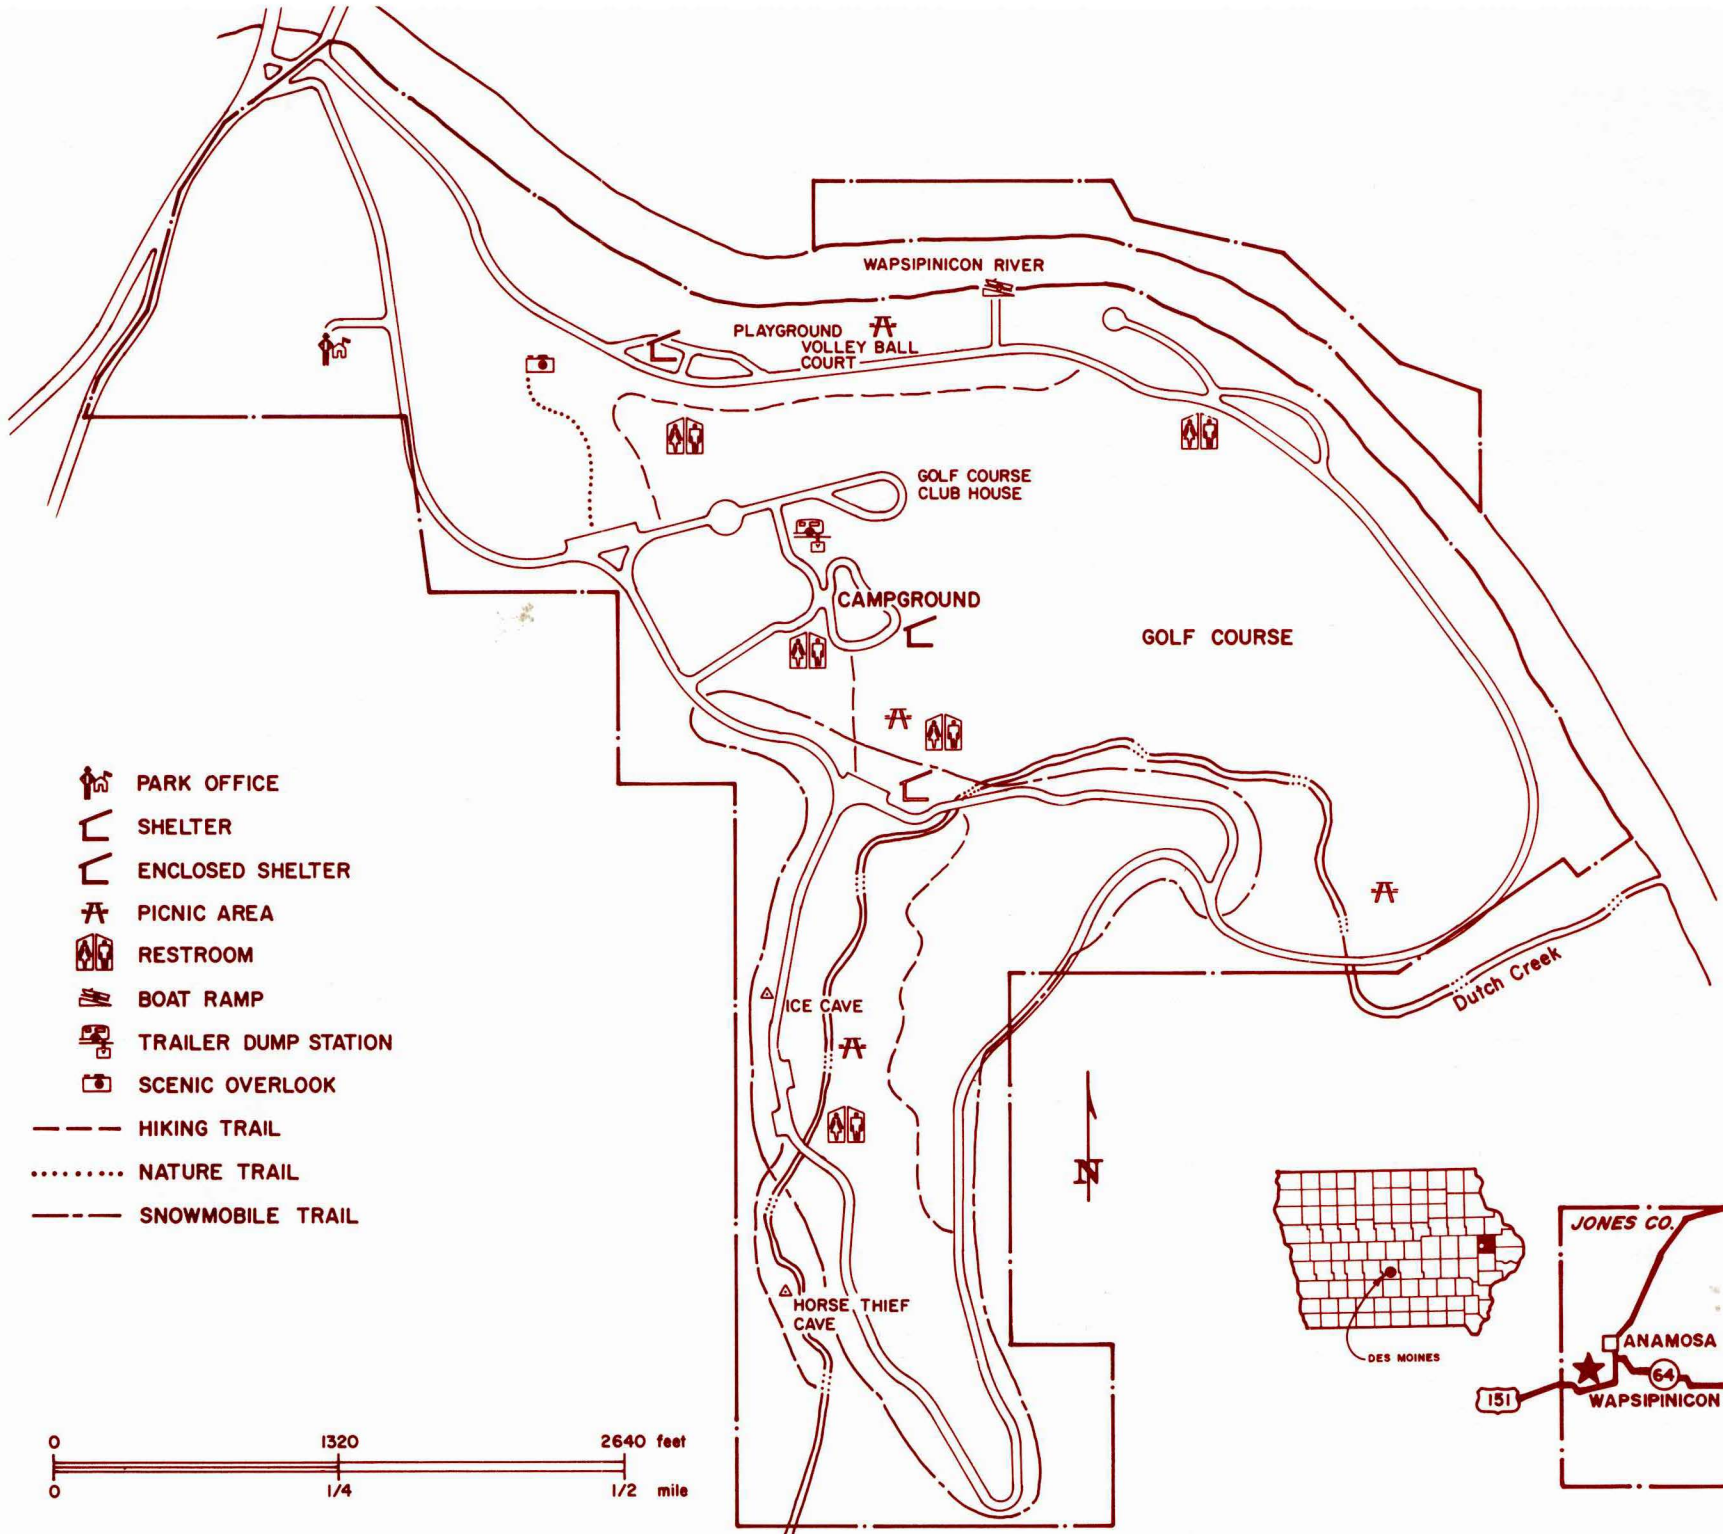 WAPSIPINICON RIVER
PLAYGROUND
VOLLEY BALL
COURT
GOLF COURSE
CLUB HOUSE
CAMPGROUND
GOLF COURSE
PARK OFFICE
SHELTER
ENCLOSED SHELTER
PICNIC AREA
RESTROOM
BOAT RAMP
TRAILER DUMP STATION
SCENIC OVERLOOK
HIKING TRAIL
NATURE TRAIL
SNOWMOBILE TRAIL
Dutch Creek
ICE CAVE
N
HORSE THIEF
CAVE
JONES CO.
ANAMOSA
64
151
WAPSIPINICON
DES MOINES
0 1320 2640 feet
0 1/4 1/2 mile